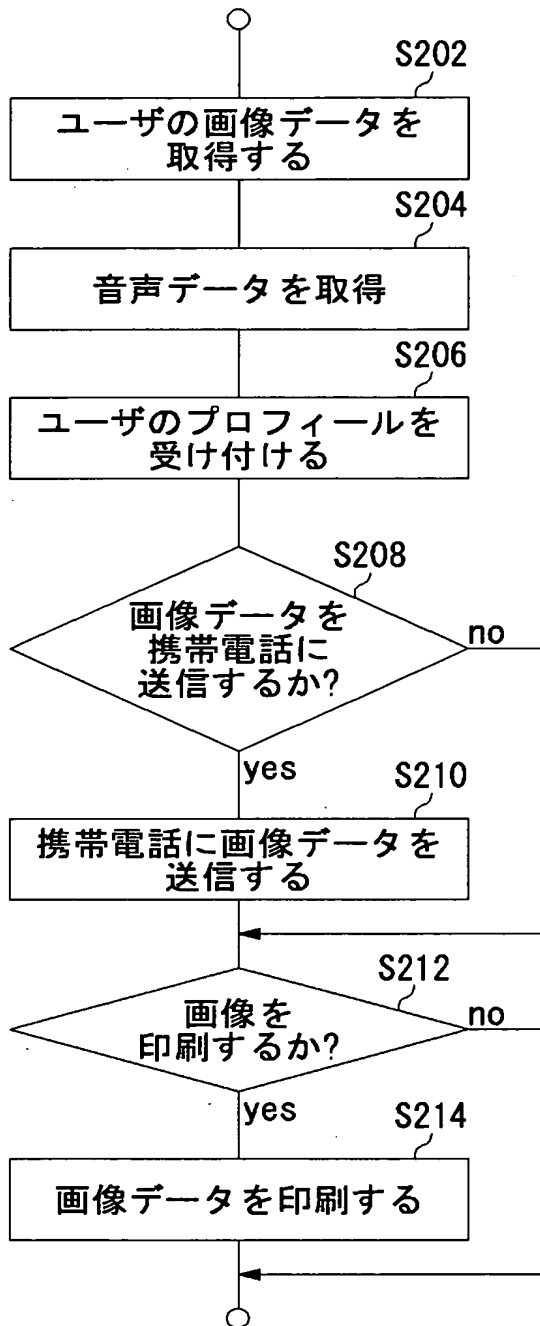 S202
ユーザの画像データを
取得する
S204
音声データを取得
S206
ユーザのプロフィールを
受け付ける
S208
画像データを
携帯電話に
送信するか?
no
yes
S210
携帯電話に画像データを
送信する
S212
画像を
印刷するか?
no
yes
S214
画像データを印刷する